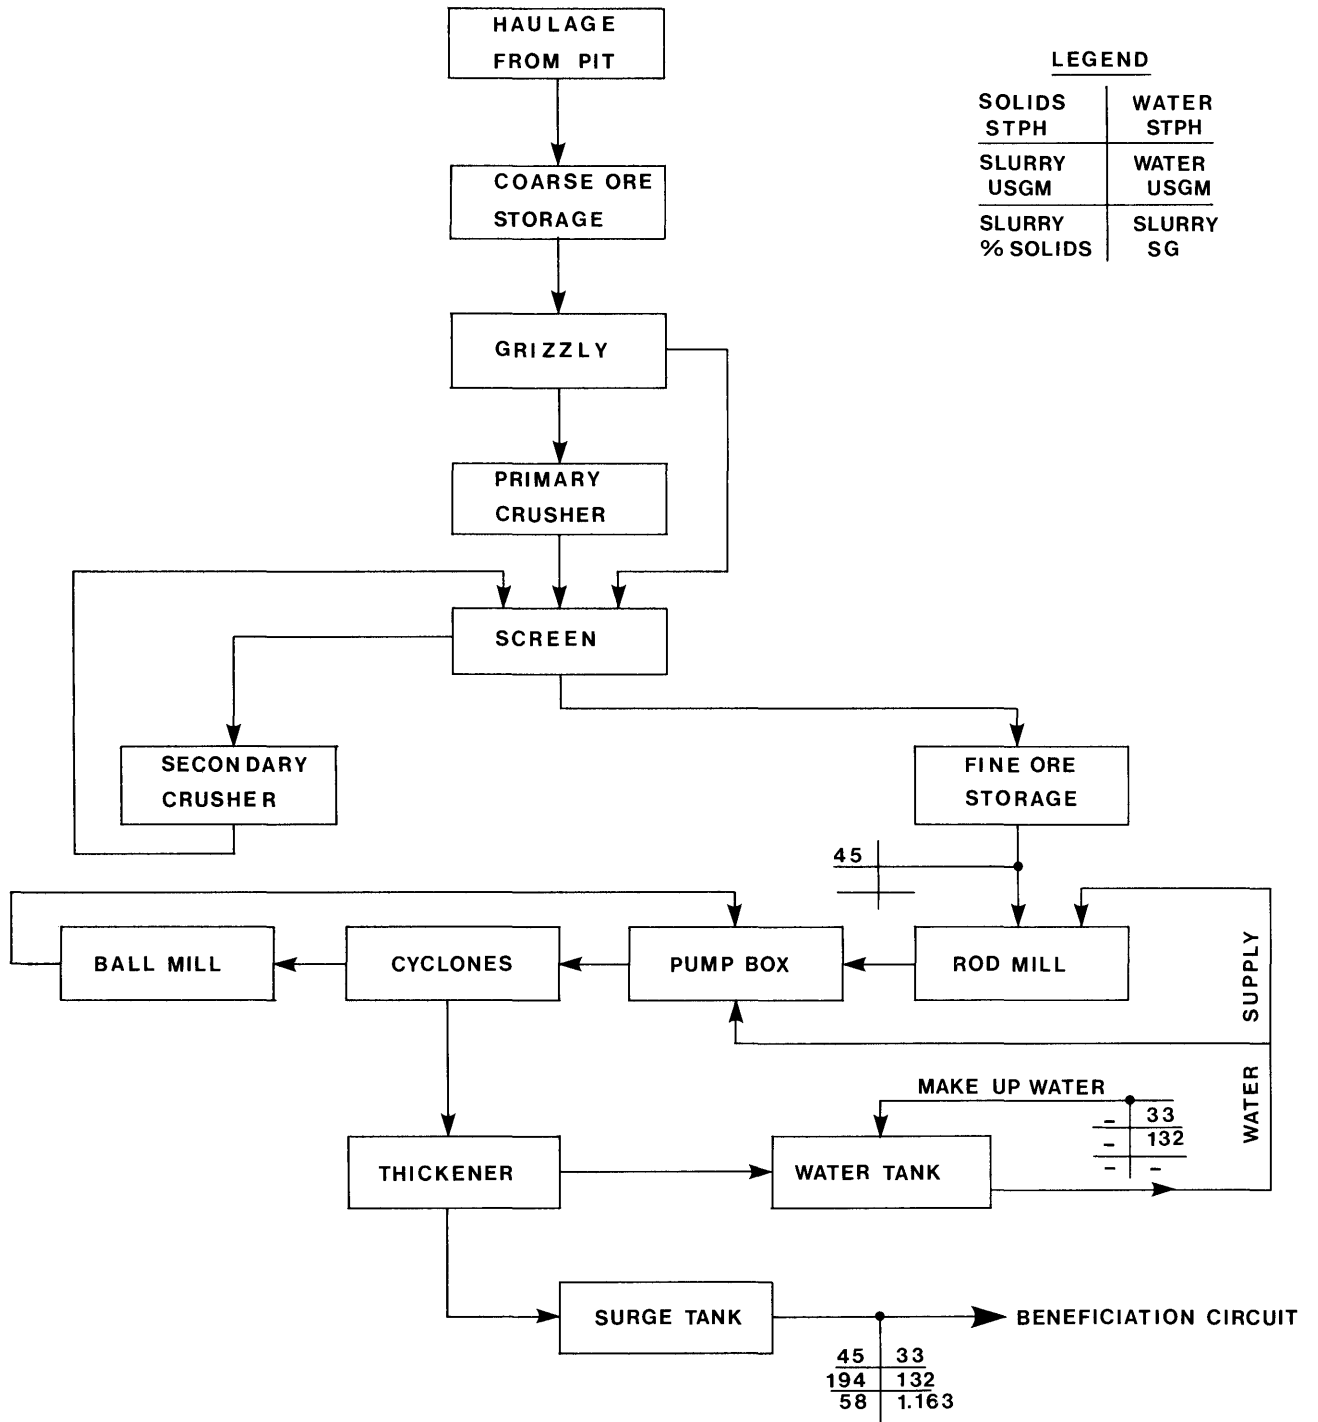 HAULAGE
FROM PIT
LEGEND
SOLIDS WATER
STPH STPH
SLURRY WATER
USGM USGM
SLURRY SLURRY
% SOLIDS SG
COARSE ORE
STORAGE
GRIZZLY
PRIMARY
CRUSHER
SCREEN
SECONDARY
CRUSHER
FINE ORE
STORAGE
45
BALL MILL
CYCLONES
PUMP BOX
ROD MILL
WATER SUPPLY
MAKE UP WATER
- 33
- 132
- -
THICKENER
WATER TANK
SURGE TANK
BENEFICIATION CIRCUIT
45 33
194 132
58 1.163